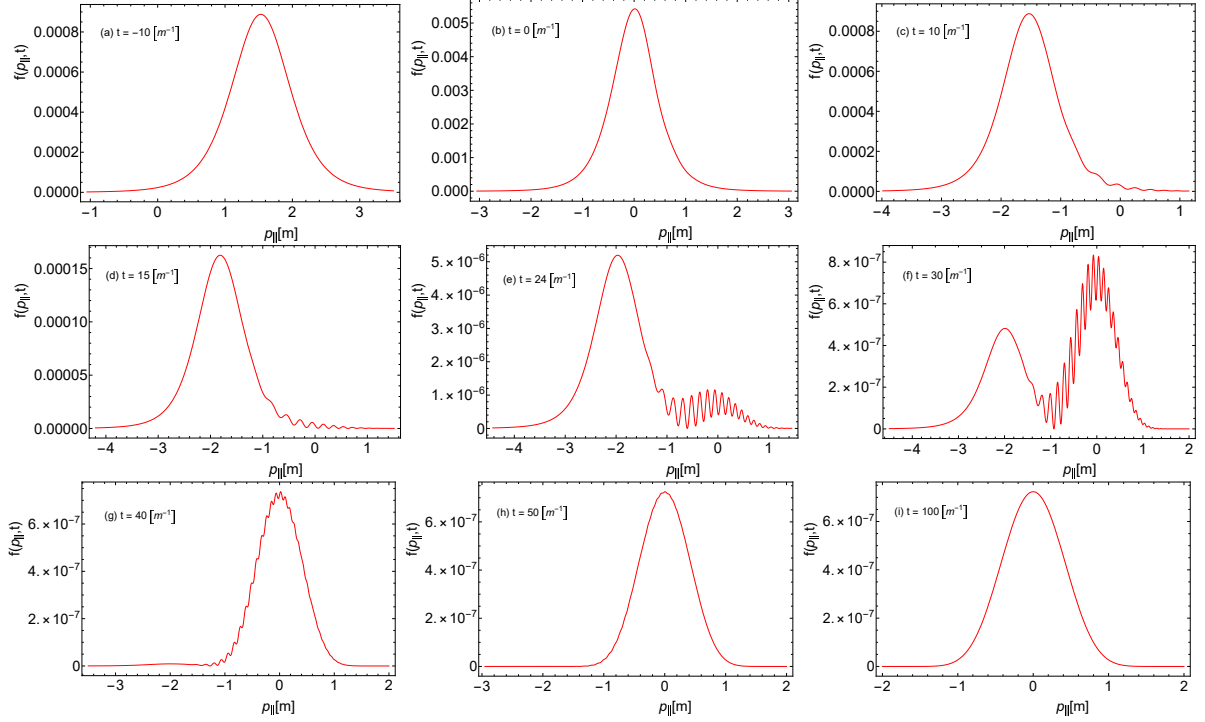 (a) t = −10 [m⁻¹]
f(p∥,t)
0.0008
0.0006
0.0004
0.0002
0.0000
−1 0 1 2 3
p∥[m]
(b) t = 0 [m⁻¹]
f(p∥,t)
0.005
0.004
0.003
0.002
0.001
0.000
−3 −2 −1 0 1 2 3
p∥[m]
(c) t = 10 [m⁻¹]
f(p∥,t)
0.0008
0.0006
0.0004
0.0002
0.0000
−4 −3 −2 −1 0 1
p∥[m]
(d) t = 15 [m⁻¹]
f(p∥,t)
0.00015
0.00010
0.00005
0.00000
−4 −3 −2 −1 0 1
p∥[m]
(e) t = 24 [m⁻¹]
f(p∥,t)
5.×10⁻⁶
4.×10⁻⁶
3.×10⁻⁶
2.×10⁻⁶
1.×10⁻⁶
0
−4 −3 −2 −1 0 1
p∥[m]
(f) t = 30 [m⁻¹]
f(p∥,t)
8.×10⁻⁷
6.×10⁻⁷
4.×10⁻⁷
2.×10⁻⁷
0
−4 −3 −2 −1 0 1 2
p∥[m]
(g) t = 40 [m⁻¹]
f(p∥,t)
6.×10⁻⁷
4.×10⁻⁷
2.×10⁻⁷
0
−3 −2 −1 0 1 2
p∥[m]
(h) t = 50 [m⁻¹]
f(p∥,t)
6.×10⁻⁷
4.×10⁻⁷
2.×10⁻⁷
0
−3 −2 −1 0 1 2
p∥[m]
(i) t = 100 [m⁻¹]
f(p∥,t)
6.×10⁻⁷
4.×10⁻⁷
2.×10⁻⁷
0
−2 −1 0 1 2
p∥[m]